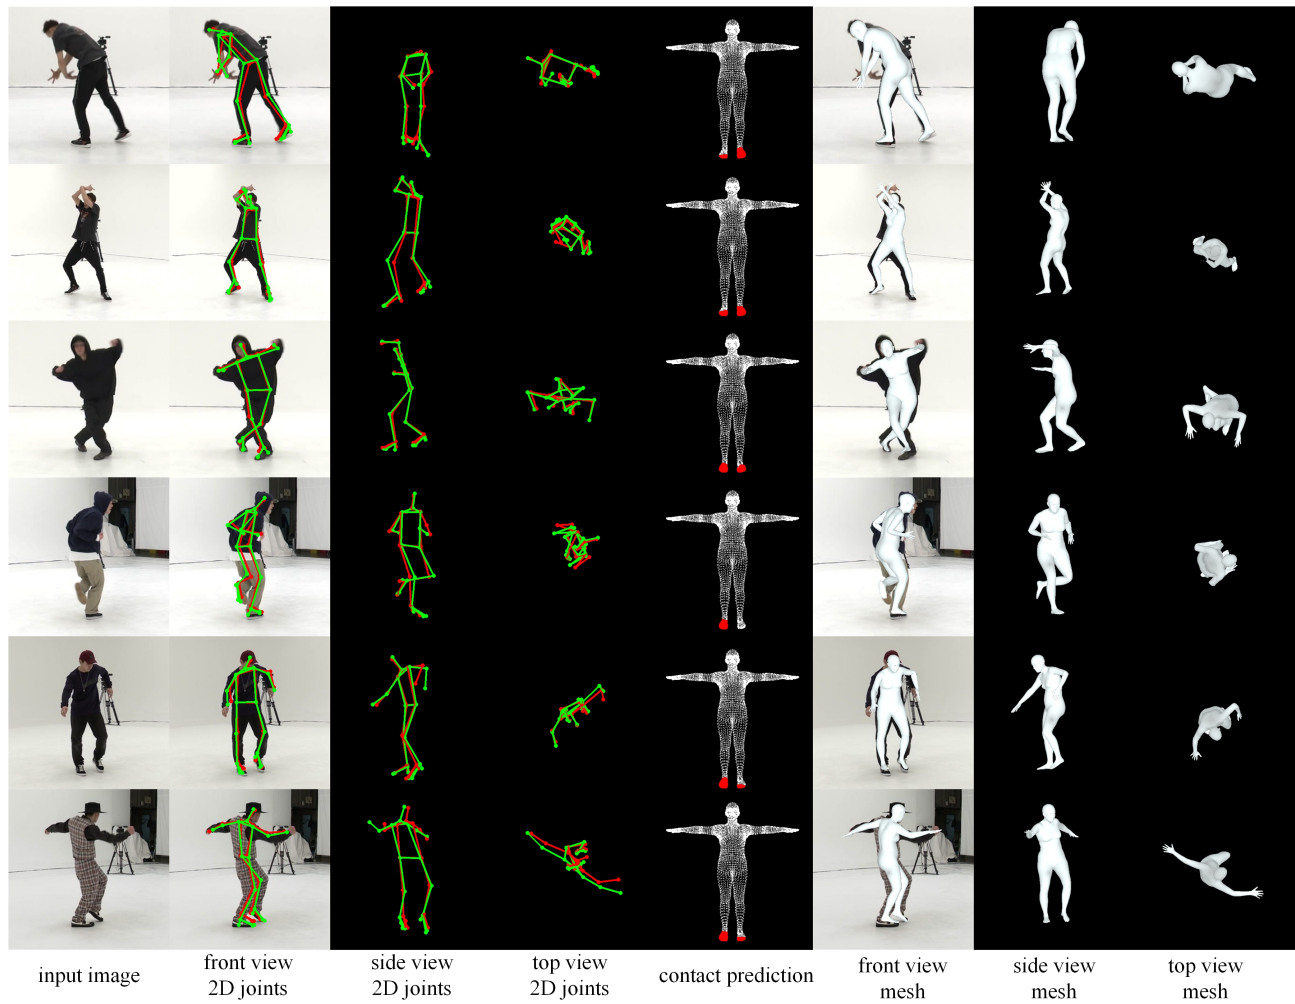 input image
front view
2D joints
side view
2D joints
top view
2D joints
contact prediction
front view
mesh
side view
mesh
top view
mesh